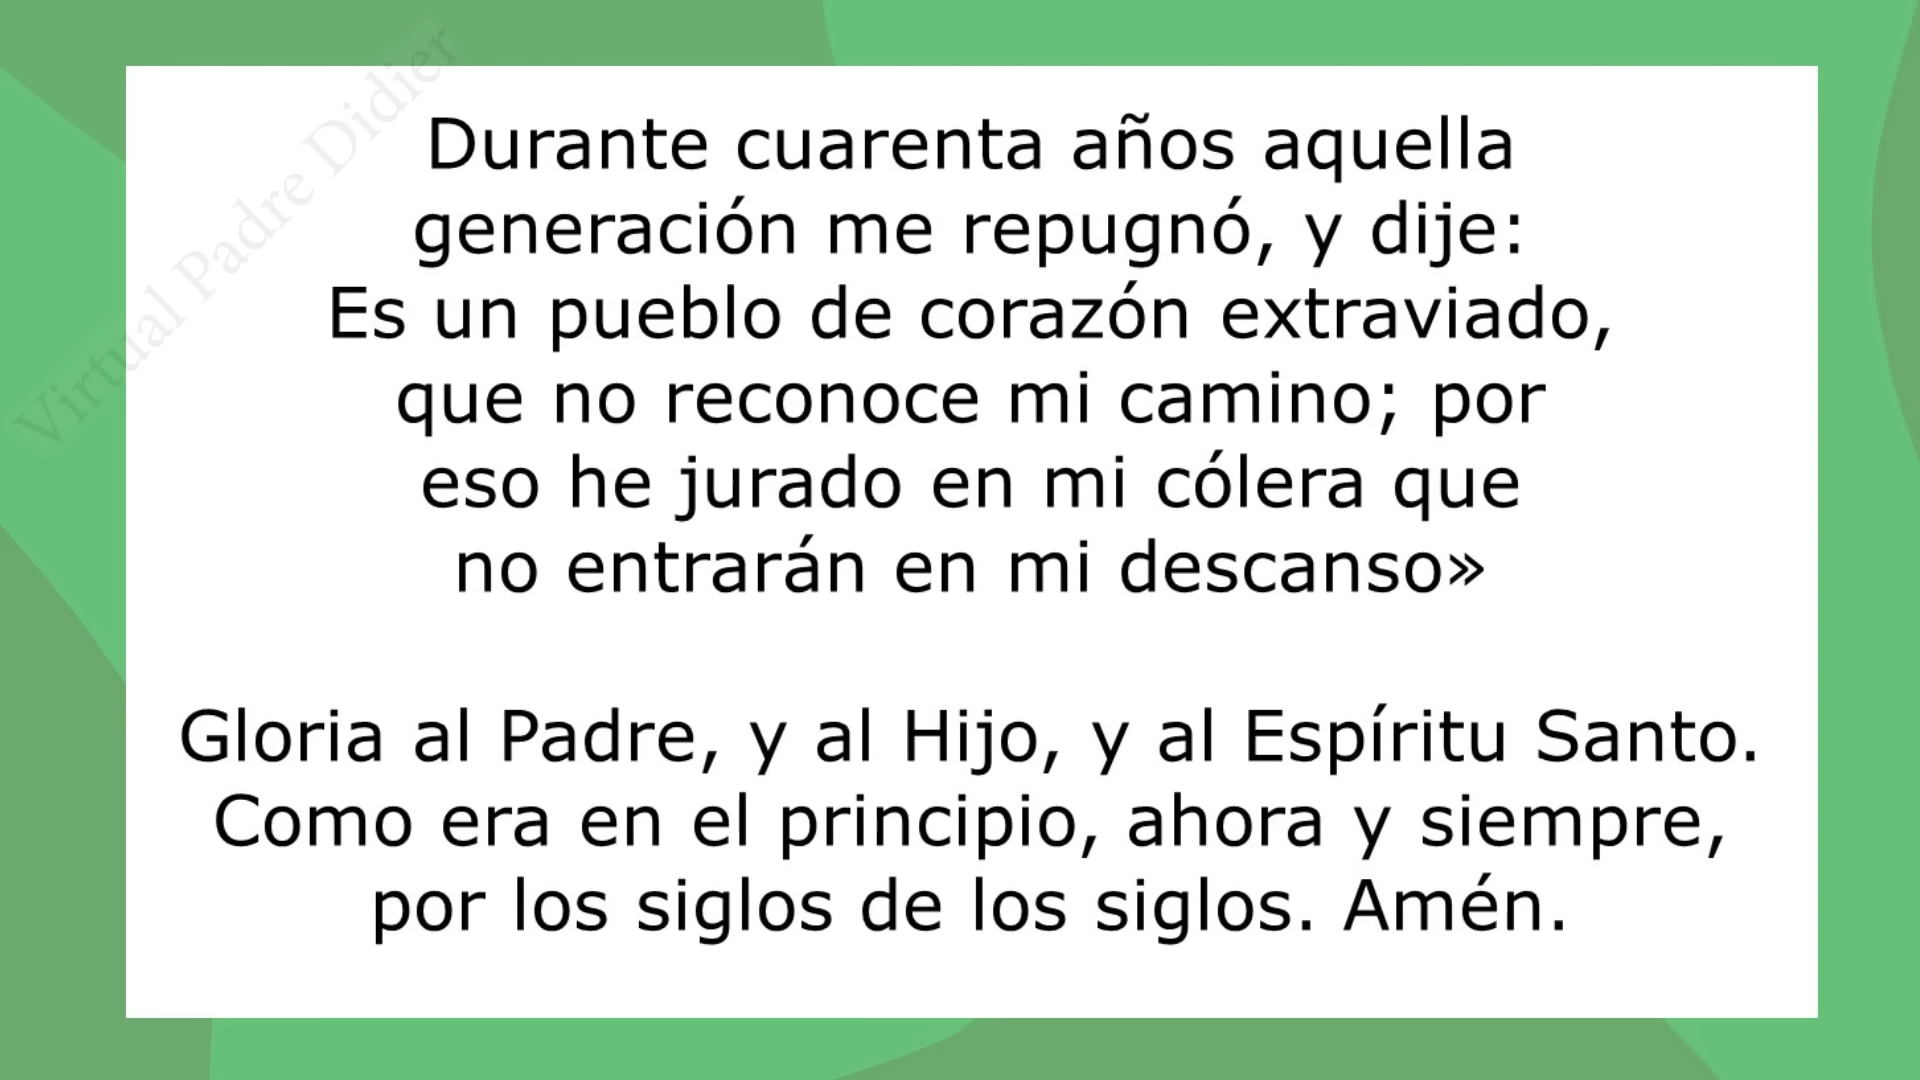 Virtual Padre Didier
Durante cuarenta años aquella
generación me repugnó, y dije:
Es un pueblo de corazón extraviado,
que no reconoce mi camino; por
eso he jurado en mi cólera que
no entrarán en mi descanso»
Gloria al Padre, y al Hijo, y al Espíritu Santo.
Como era en el principio, ahora y siempre,
por los siglos de los siglos. Amén.